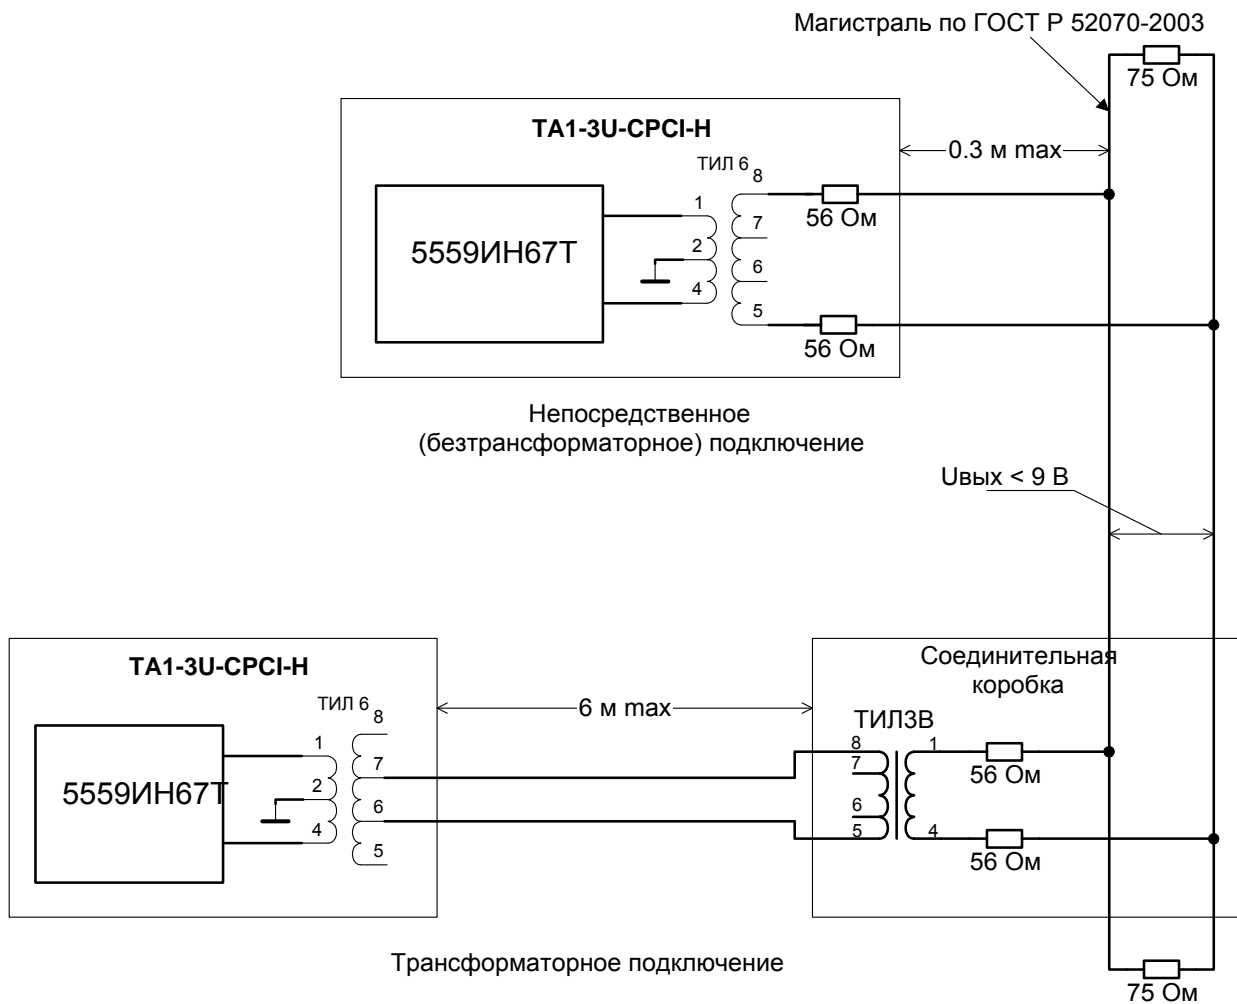 Магистраль по ГОСТ Р 52070-2003
75 Ом
TA1-3U-CPCI-H
0.3 м max
ТИЛ 6
8
1
7
2
6
4
5
56 Ом
56 Ом
5559ИН67Т
Непосредственное
(безтрансформаторное) подключение
Uвых < 9 В
TA1-3U-CPCI-H
ТИЛ 6
8
1
7
2
6
4
5
5559ИН67Т
6 м max
Соединительная
коробка
ТИЛ3В
8
1
7
6
5
4
56 Ом
56 Ом
Трансформаторное подключение
75 Ом